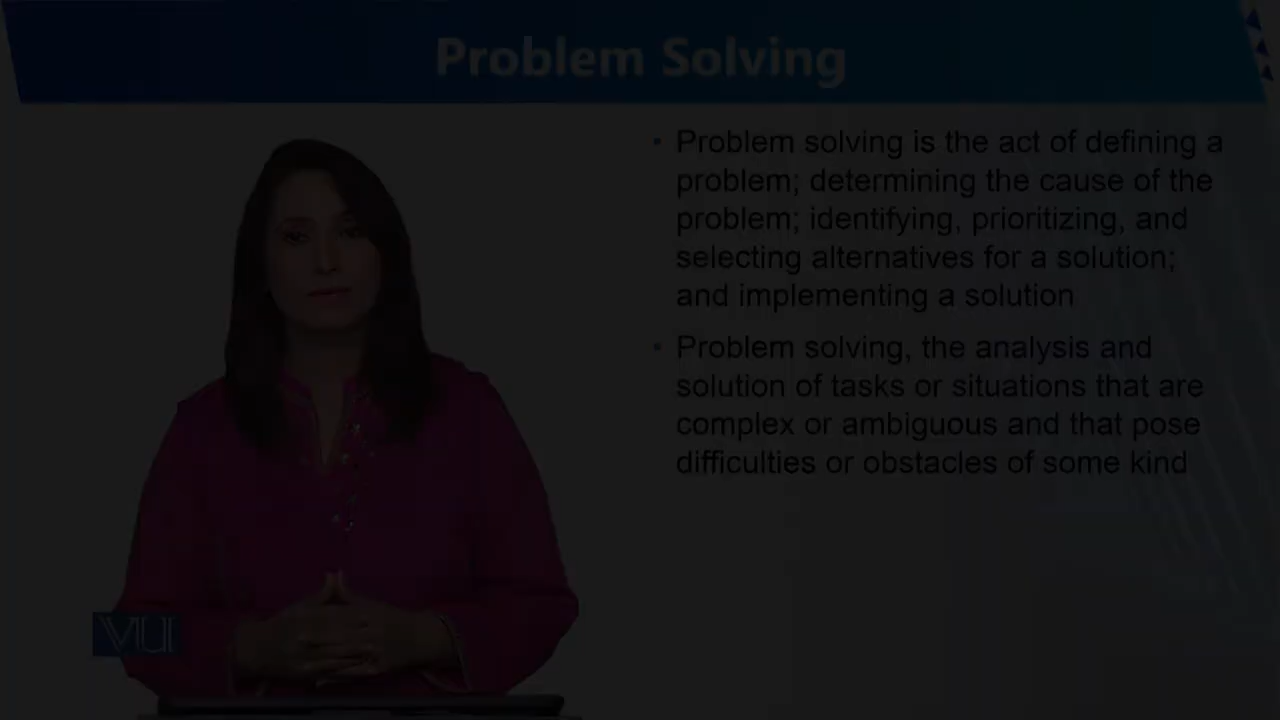 Problem Solving
• Problem solving is the act of defining a
problem; determining the cause of the
problem; identifying, prioritizing, and
selecting alternatives for a solution;
and implementing a solution
• Problem solving, the analysis and
solution of tasks or situations that are
complex or ambiguous and that pose
difficulties or obstacles of some kind
VU